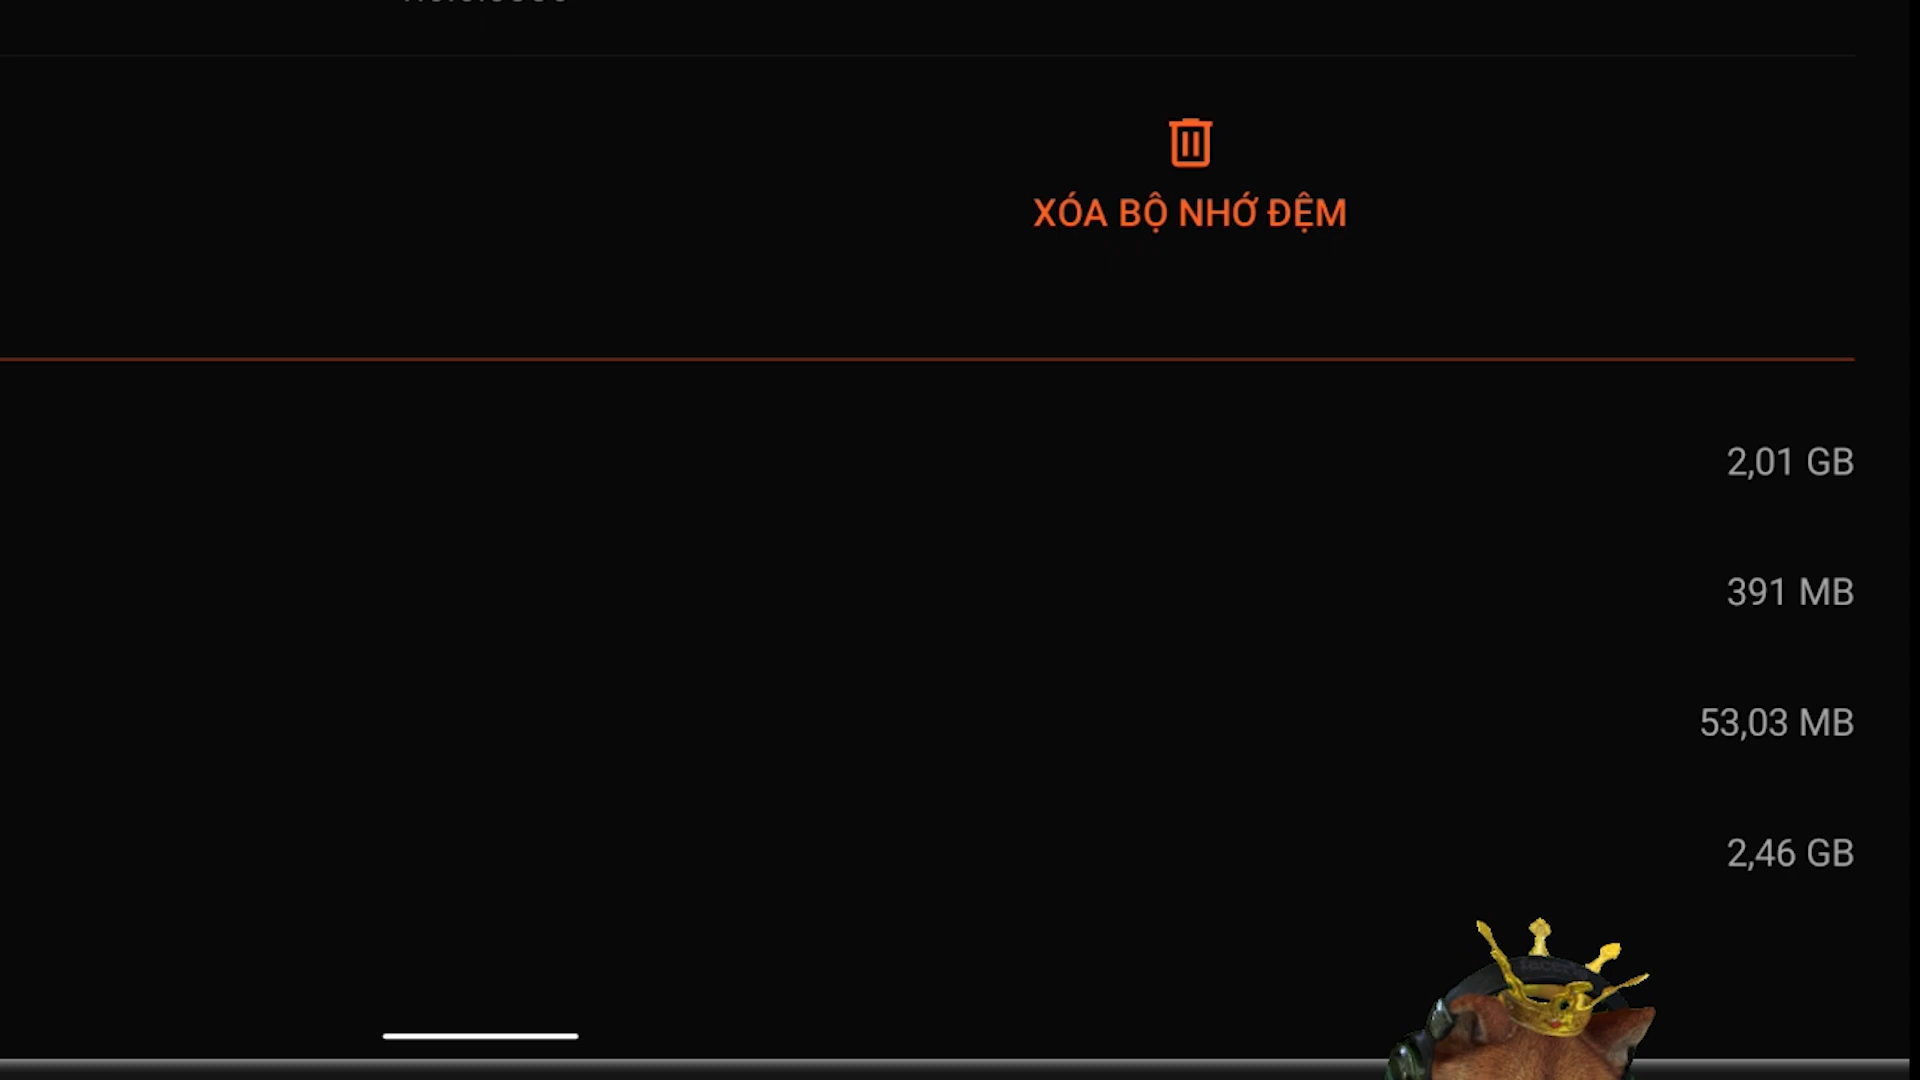 XÓA BỘ NHỚ ĐỆM
2,01 GB
391 MB
53,03 MB
2,46 GB